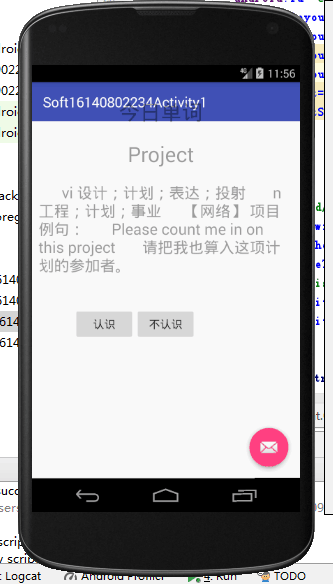 11:56
Soft16140802234Activity1
今日单词
Project
vi 设计；计划；表达；投射 n
工程；计划；事业 【网络】 项目
例句： Please count me in on
this project 请把我也算入这项计
划的参加者。
认识 不认识
Logcat Android Profiler 4: Run TODO